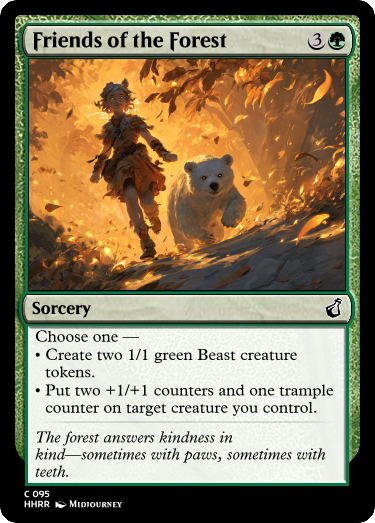 Friends of the Forest 3
Sorcery
Choose one —
• Create two 1/1 green Beast creature
tokens.
• Put two +1/+1 counters and one trample
counter on target creature you control.
The forest answers kindness in
kind—sometimes with paws, sometimes with
teeth.
C 095
HHRR Midjourney